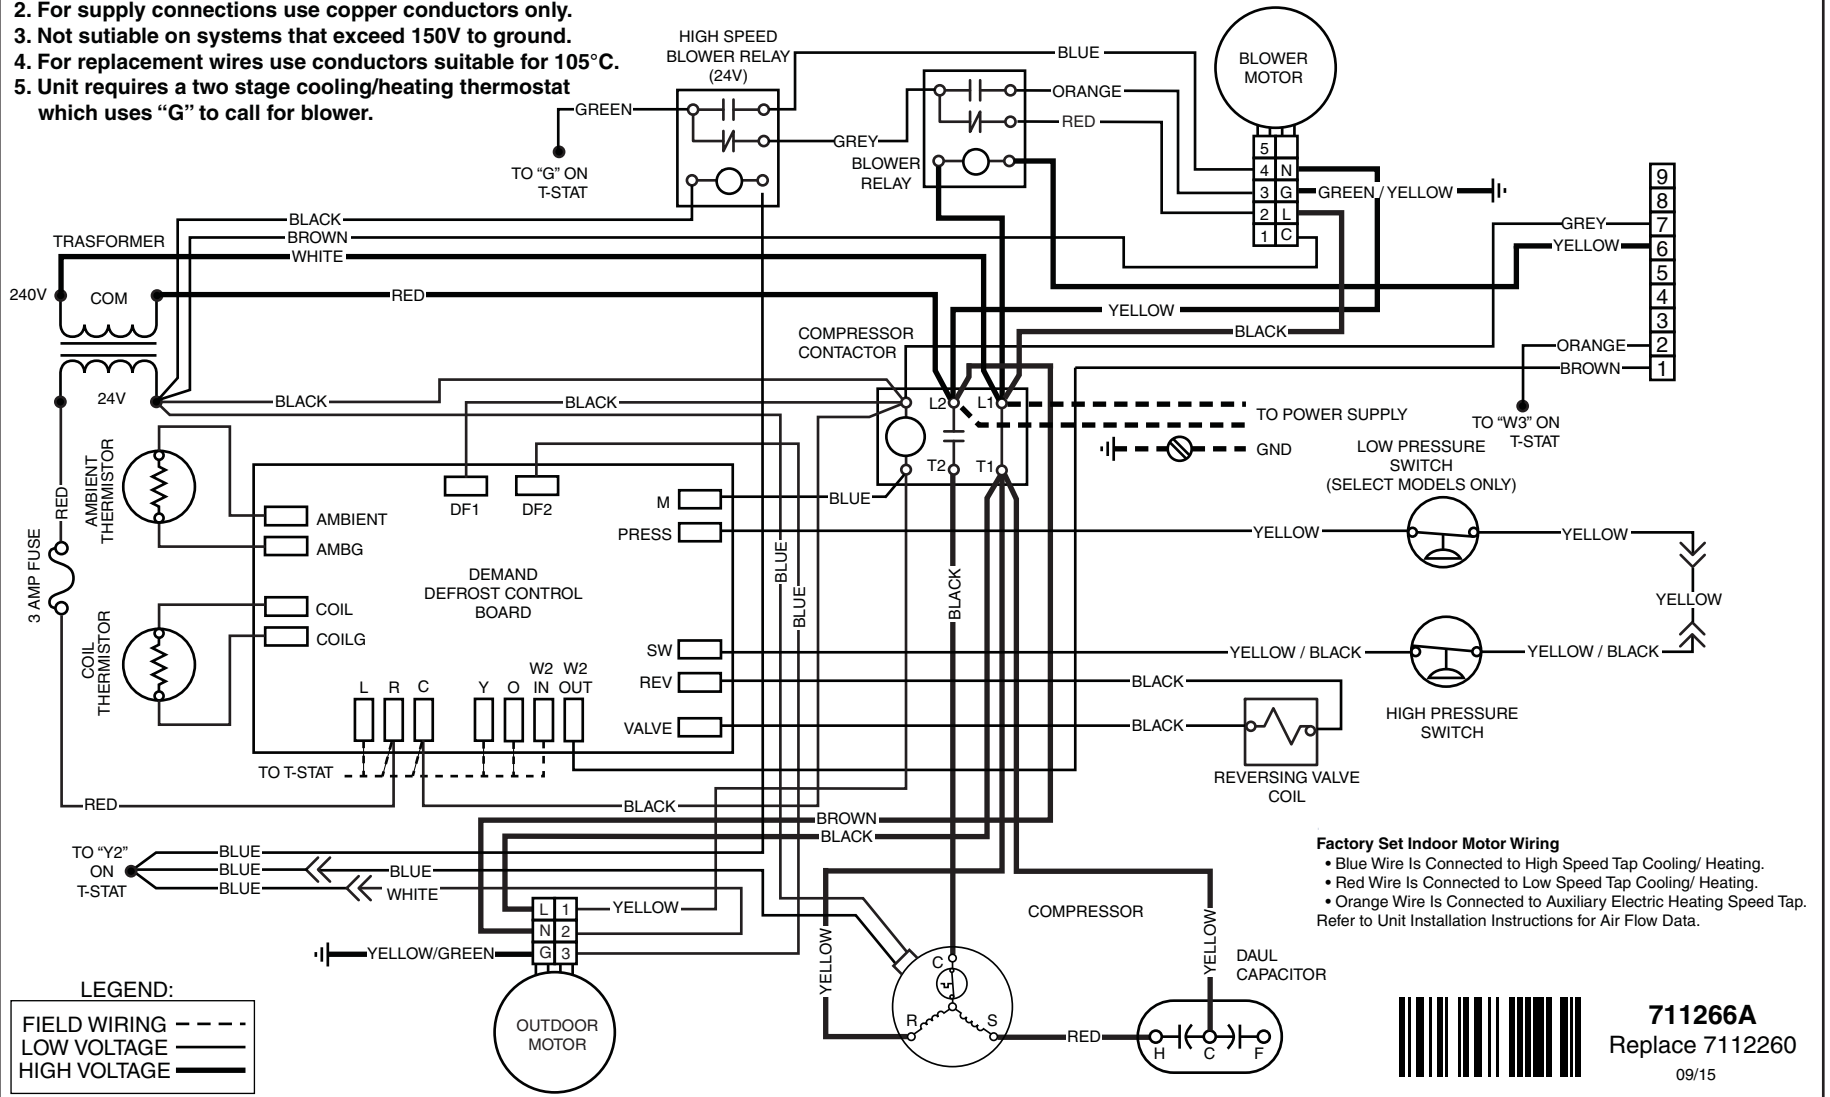 2. For supply connections use copper conductors only.
3. Not sutiable on systems that exceed 150V to ground.
4. For replacement wires use conductors suitable for 105°C.
5. Unit requires a two stage cooling/heating thermostat
which uses “G” to call for blower.
HIGH SPEED
BLOWER RELAY
(24V)
BLUE
BLOWER
MOTOR
GREEN
ORANGE
RED
GREY
TO “G” ON
T-STAT
BLOWER
RELAY
5
4 N
3 G
2 L
1 C
GREEN / YELLOW
9
8
7
6
5
4
3
2
1
GREY
YELLOW
ORANGE
BROWN
BLACK
BROWN
WHITE
TRASFORMER
240V
COM
RED
YELLOW
BLACK
COMPRESSOR
CONTACTOR
24V
BLACK
BLACK
L2
L1
T2
T1
TO POWER SUPPLY
GND
TO “W3” ON
T-STAT
LOW PRESSURE
SWITCH
(SELECT MODELS ONLY)
RED
AMBIENT
THERMISTOR
3 AMP FUSE
COIL
THERMISTOR
AMBIENT
AMBG
COIL
COILG
DF1
DF2
M
PRESS
SW
REV
VALVE
DEMAND
DEFROST CONTROL
BOARD
L
R
C
Y
O
W2
IN
W2
OUT
TO T-STAT
BLUE
BLUE
BLUE
BLACK
YELLOW
YELLOW
YELLOW
YELLOW / BLACK
YELLOW / BLACK
HIGH PRESSURE
SWITCH
BLACK
BLACK
REVERSING VALVE
COIL
RED
BLACK
BROWN
BLACK
TO “Y2”
ON
T-STAT
BLUE
BLUE
BLUE
BLUE
WHITE
L 1
N 2
G 3
YELLOW
YELLOW/GREEN
OUTDOOR
MOTOR
YELLOW
COMPRESSOR
C
R
S
RED
YELLOW
DAUL
CAPACITOR
H
C
F
Factory Set Indoor Motor Wiring
• Blue Wire Is Connected to High Speed Tap Cooling/ Heating.
• Red Wire Is Connected to Low Speed Tap Cooling/ Heating.
• Orange Wire Is Connected to Auxiliary Electric Heating Speed Tap.
Refer to Unit Installation Instructions for Air Flow Data.
LEGEND:
FIELD WIRING
LOW VOLTAGE
HIGH VOLTAGE
711266A
Replace 7112260
09/15